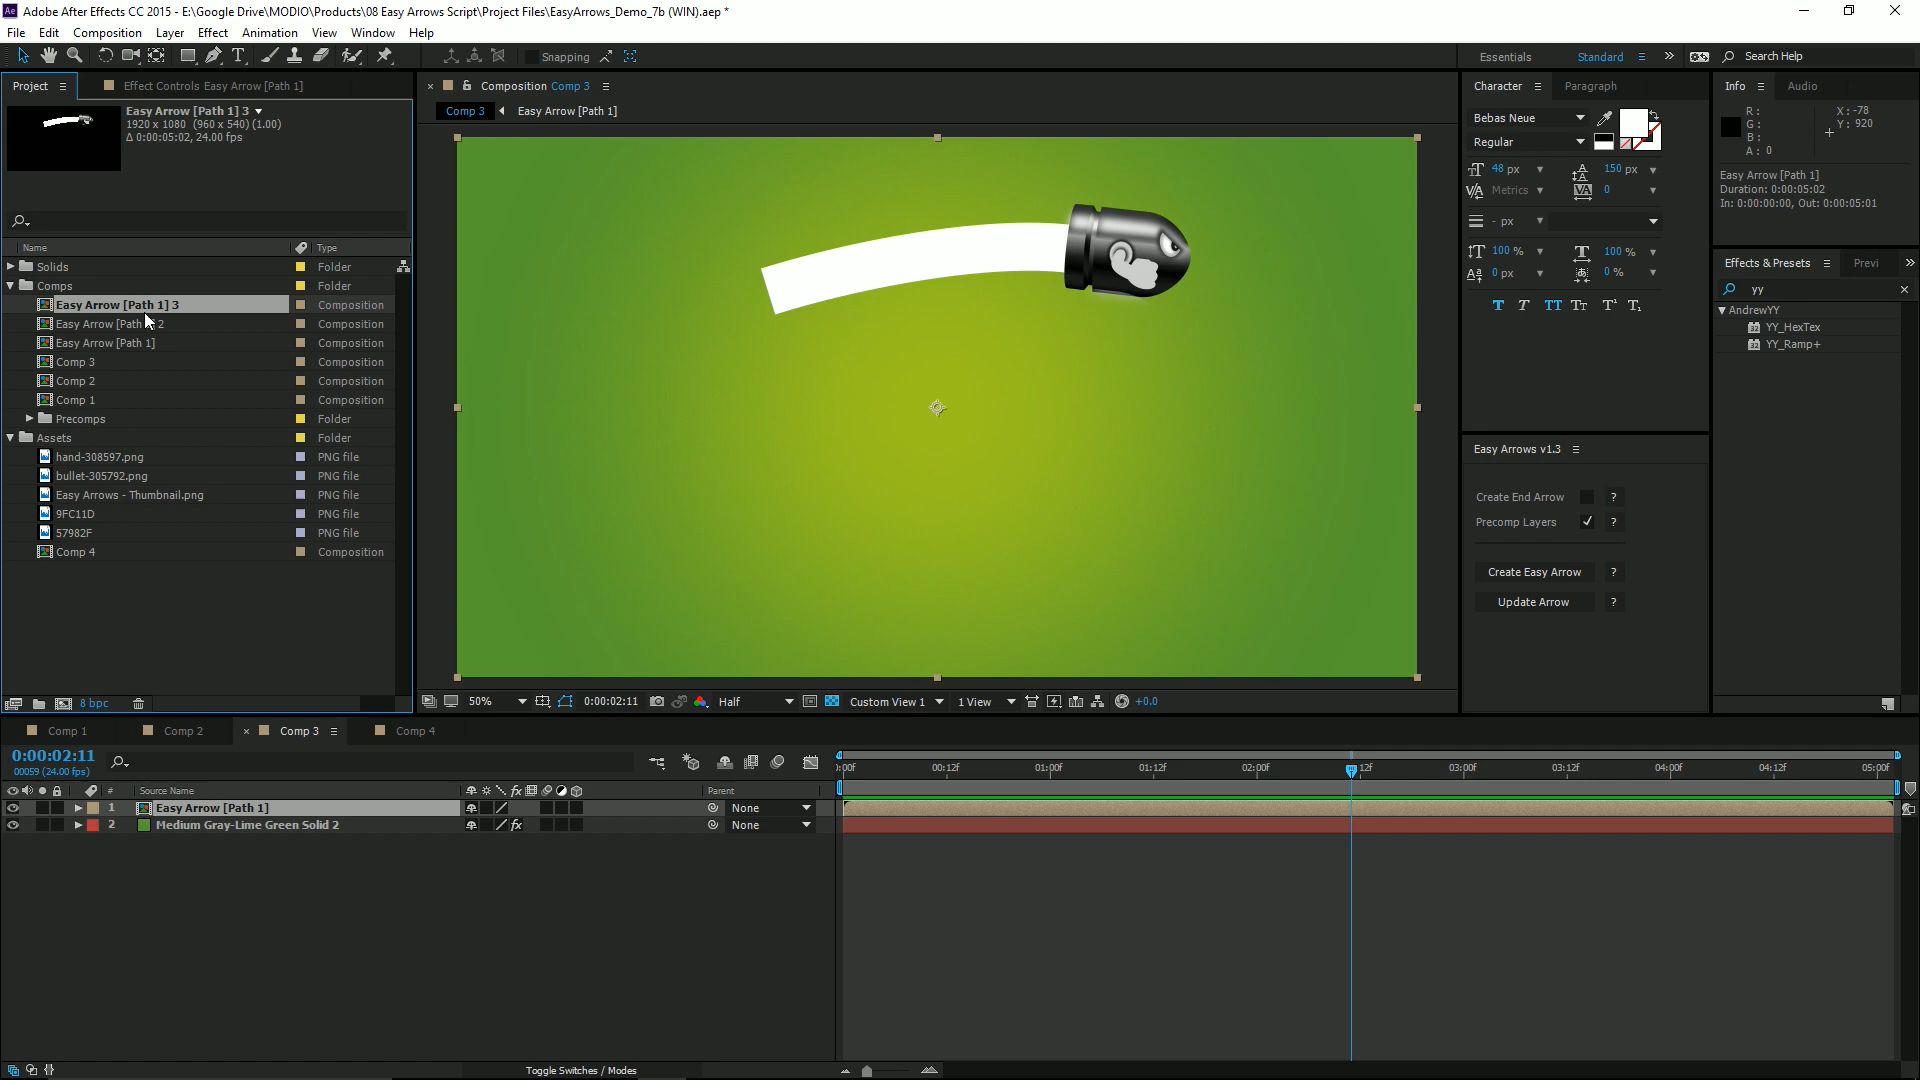 Adobe After Effects CC 2015 - E:\Google Drive\MODIO\Products\08 Easy Arrows Script\Project Files\EasyArrows_Demo_7b (WIN).aep *
File Edit Composition Layer Effect Animation View Window Help
Snapping Essentials Standard Search Help
Project Effect Controls Easy Arrow [Path 1]
Easy Arrow [Path 1] 3
1920 x 1080 (960 x 540) (1.00)
Δ 0:00:05:02, 24.00 fps
Name Type
Solids Folder
Comps Folder
Easy Arrow [Path 1] 3 Composition
Easy Arrow [Path 2 Composition
Easy Arrow [Path 1] Composition
Comp 3 Composition
Comp 2 Composition
Comp 1 Composition
Precomps Folder
Assets Folder
hand-308597.png PNG file
bullet-305792.png PNG file
Easy Arrows - Thumbnail.png PNG file
9FC11D PNG file
57982F PNG file
Comp 4 Composition
8 bpc
Composition Comp 3
Comp 3 Easy Arrow [Path 1]
50% 0:00:02:11 Half Custom View 1 1 View +0.0
Character Paragraph
Bebas Neue
Regular
48 px 150 px
Metrics 0
- px
100 % 100 %
0 px 0 %
T T TT Tт T¹ T₁
Easy Arrows v1.3
Create End Arrow ?
Precomp Layers ?
Create Easy Arrow ?
Update Arrow ?
Info Audio
R: X: -78
G: Y: 920
B:
A: 0
Easy Arrow [Path 1]
Duration: 0:00:05:02
In: 0:00:00:00, Out: 0:00:05:01
Effects & Presets Previ
yy
AndrewYY
32 YY_HexTex
32 YY_Ramp+
Comp 1 Comp 2 Comp 3 Comp 4
0:00:02:11
00059 (24.00 fps)
:00f 00:12f 01:00f 01:12f 02:00f 12f 03:00f 03:12f 04:00f 04:12f 05:00f
# Source Name fx Parent
1 Easy Arrow [Path 1] None
2 Medium Gray-Lime Green Solid 2 fx None
Toggle Switches / Modes